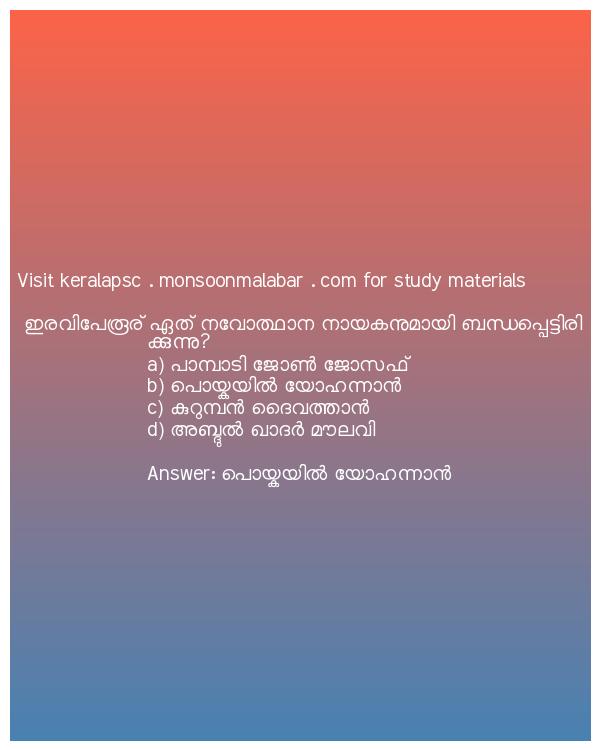 Visit keralapsc . monsoonmalabar . com for study materials
ഇരവിപേരൂര് ഏത് നവോത്ഥാന നായകനുമായി ബന്ധപ്പെട്ടിരി
ക്കുന്നു?
a) പാമ്പാടി ജോൺ ജോസഫ്
b) പൊയ്കയിൽ യോഹന്നാൻ
c) കുറുമ്പൻ ദൈവത്താൻ
d) അബ്ദുൽ ഖാദർ മൗലവി
Answer: പൊയ്കയിൽ യോഹന്നാൻ